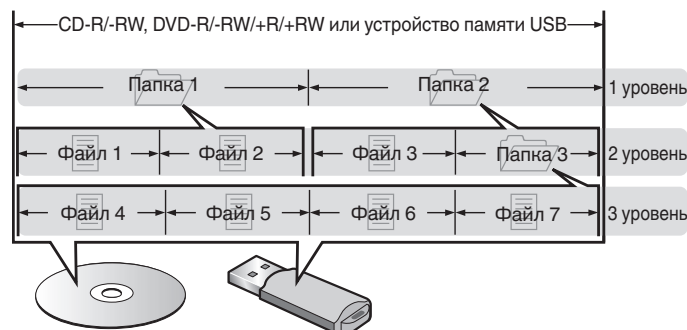 CD-R/-RW, DVD-R/-RW/+R/+RW или устройство памяти USB
Папка 1 Папка 2 1 уровень
Файл 1 Файл 2 Файл 3 Папка 3 2 уровень
Файл 4 Файл 5 Файл 6 Файл 7 3 уровень